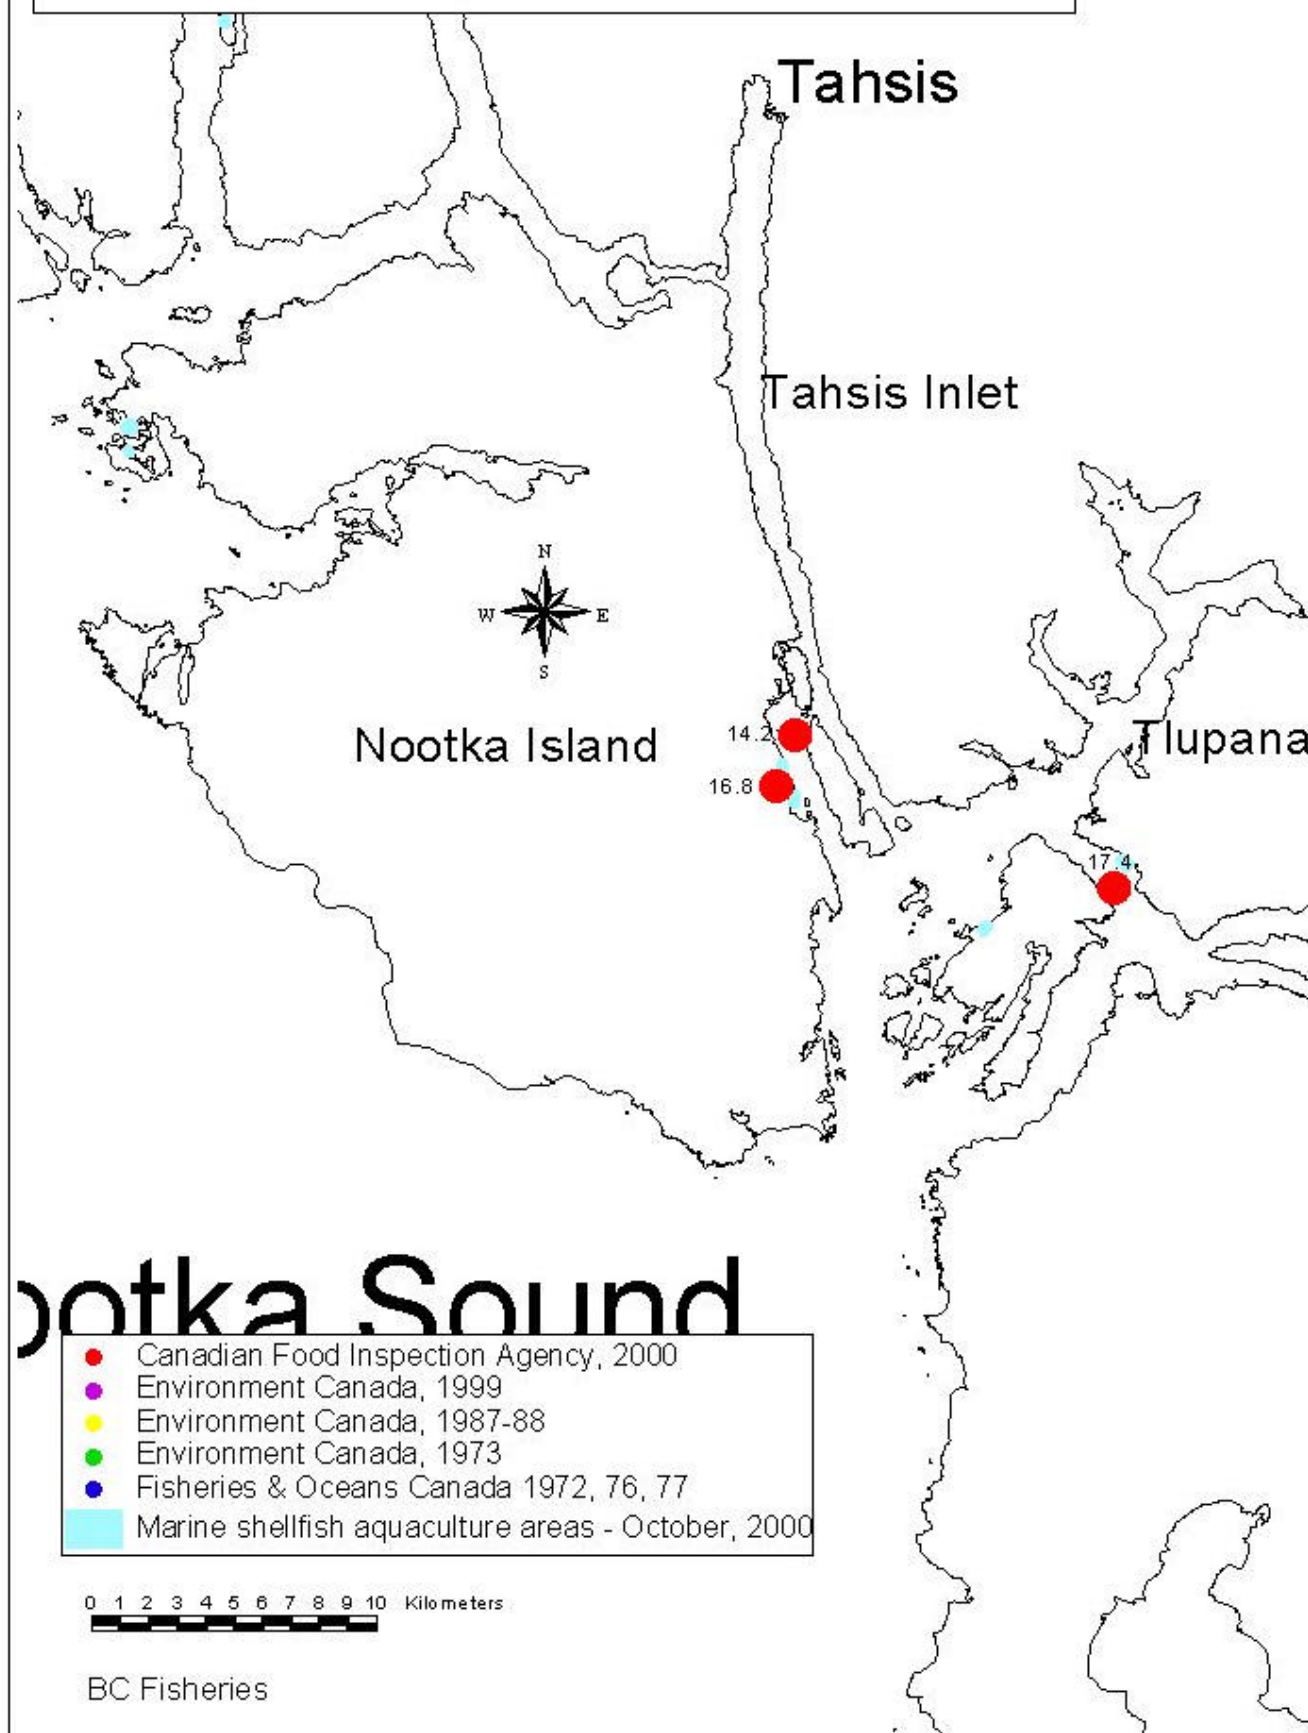 Tahsis
Tahsis Inlet
N
W E
S
Nootka Island
14.2
Tlupana
16.8
17.4
ootka Sound
Canadian Food Inspection Agency, 2000
Environment Canada, 1999
Environment Canada, 1987-88
Environment Canada, 1973
Fisheries & Oceans Canada 1972, 76, 77
Marine shellfish aquaculture areas - October, 2000
0 1 2 3 4 5 6 7 8 9 10 Kilometers
BC Fisheries